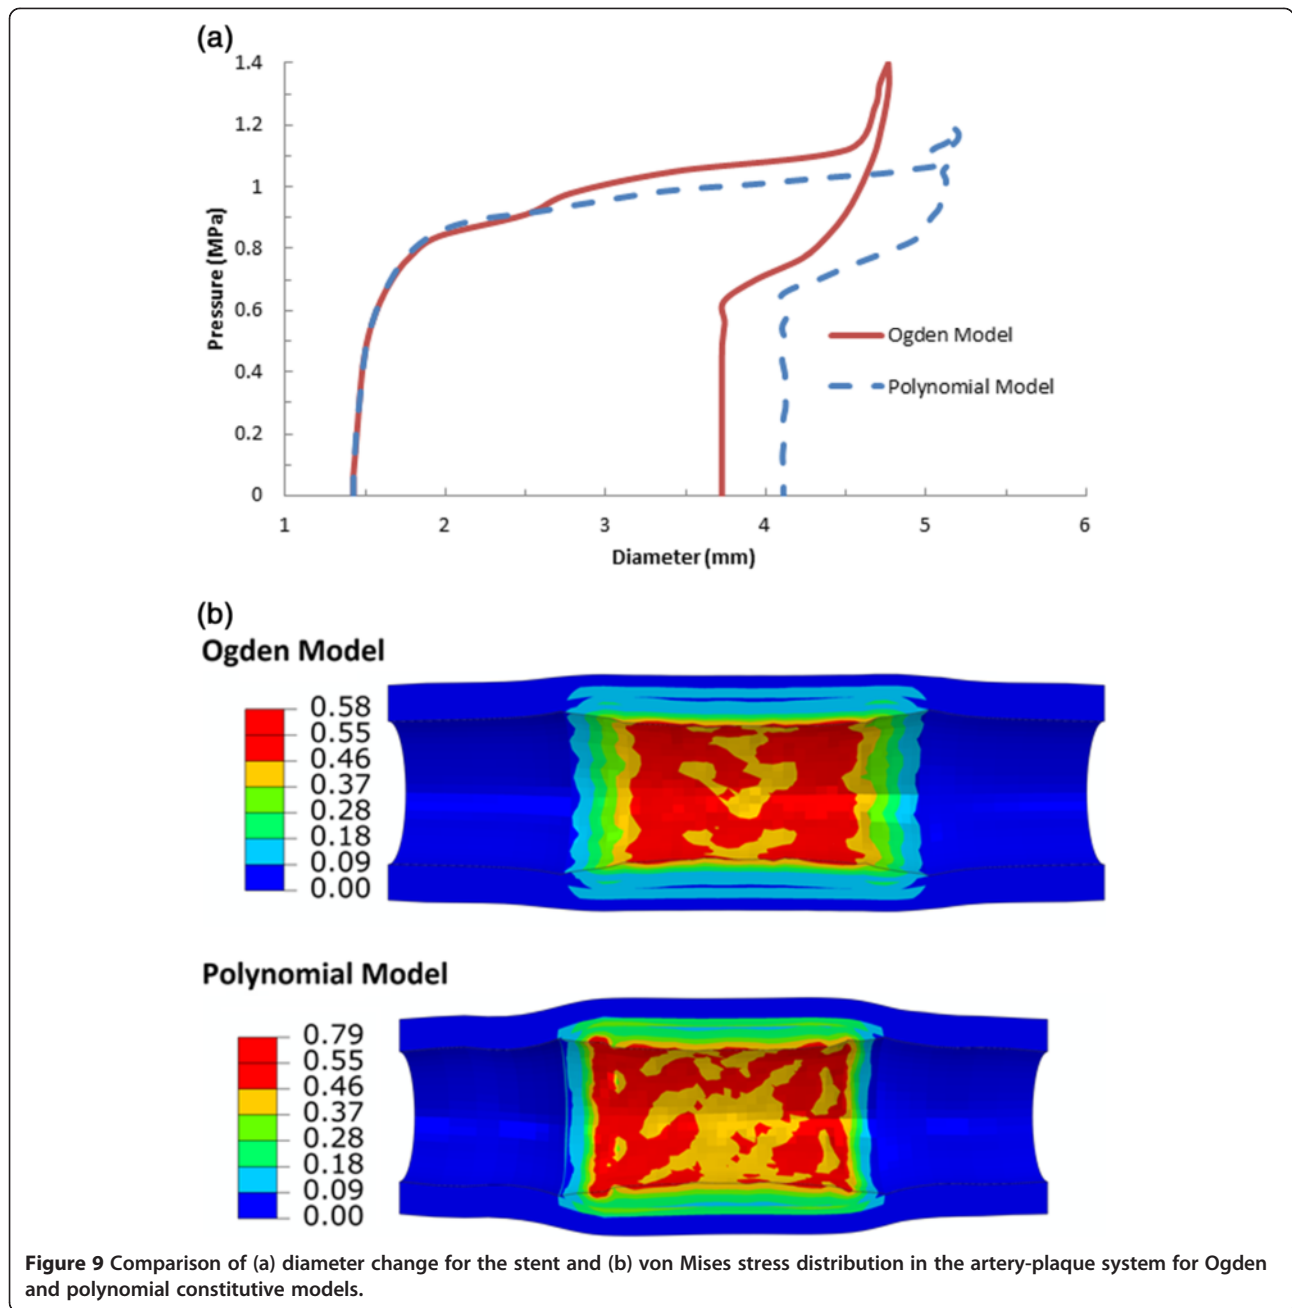 (a)
1.4
1.2
1
0.8
0.6
0.4
0.2
0
Pressure (MPa)
1 2 3 4 5 6
Diameter (mm)
Ogden Model
Polynomial Model
(b)
Ogden Model
0.58
0.55
0.46
0.37
0.28
0.18
0.09
0.00
Polynomial Model
0.79
0.55
0.46
0.37
0.28
0.18
0.09
0.00
Figure 9 Comparison of (a) diameter change for the stent and (b) von Mises stress distribution in the artery-plaque system for Ogden
and polynomial constitutive models.